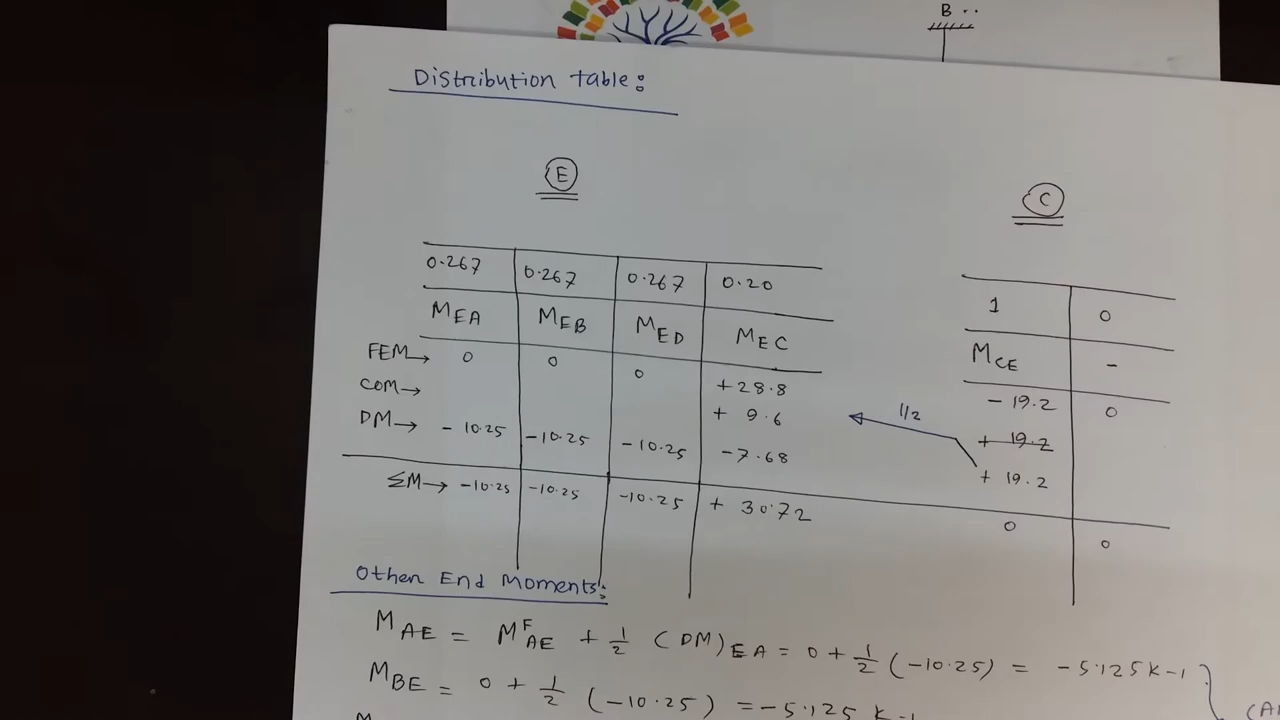 B ..
Distribution table:
E
C
0.267 0.267 0.267 0.20
1 0
MEA MEB MED MEC
MCE -
FEM→ 0 0 0 +28.8
-19.2 0
COM→ + 9.6
1/2
+ 19.2
DM→ -10.25 -10.25 -10.25 -7.68
+ 19.2
ΣM→ -10.25 -10.25 -10.25 + 30.72
0 0
Other End Moments:
MAE = M^F AE + 1/2 (DM)EA = 0 + 1/2 (-10.25) = -5.125 K-1
MBE = 0 + 1/2 (-10.25) = -5.125 K-1